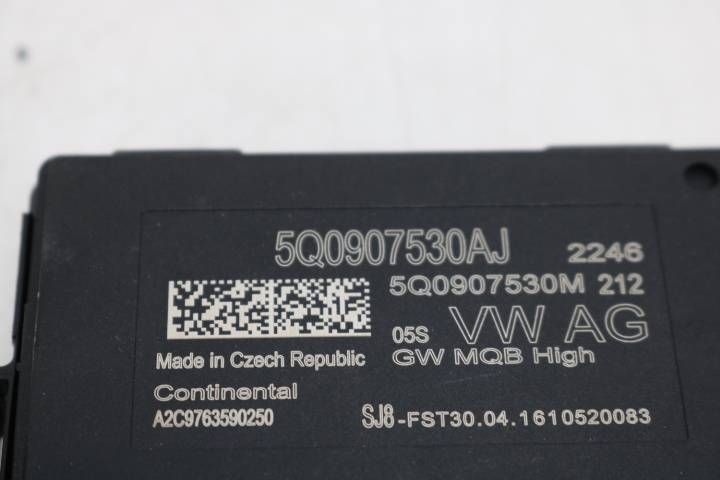 5Q0907530AJ 2246
5Q0907530M 212
05S VW AG
Made in Czech Republic GW MQB High
Continental
A2C9763590250 SJ8-FST30.04.1610520083